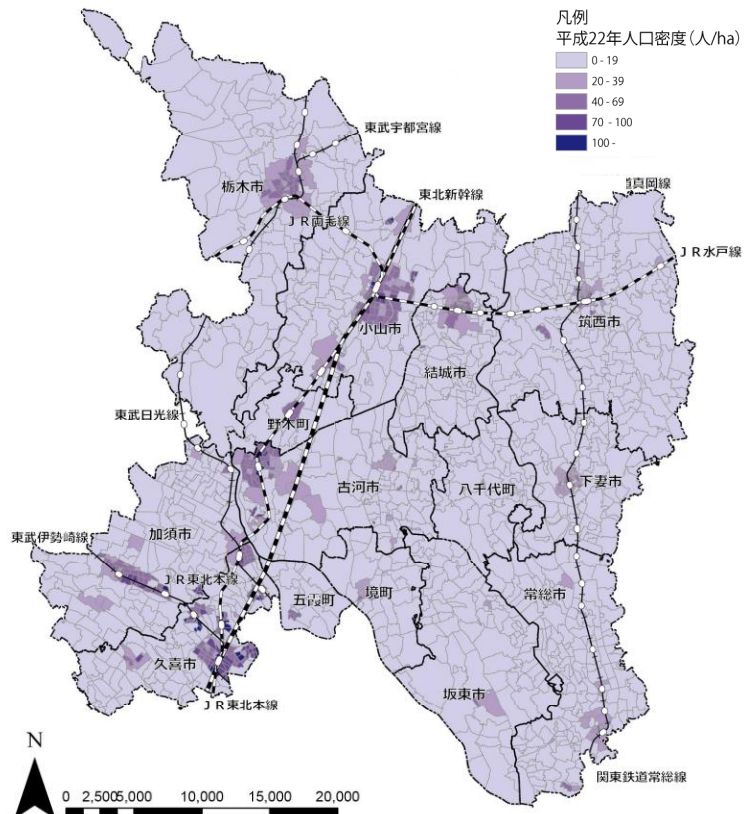 凡例
平成22年人口密度(人/ha)
0 - 19
20 - 39
40 - 69
70 - 100
100 -
東武宇都宮線
栃木市
東北新幹線
道真岡線
JR両毛線
JR水戸線
小山市
筑西市
結城市
東武日光線
野木町
古河市
八千代町
下妻市
加須市
東武伊勢崎線
JR東北本線
五霞町
境町
常総市
久喜市
坂東市
JR東北本線
関東鉄道常総線
N
0 2,5005,000 10,000 15,000 20,000